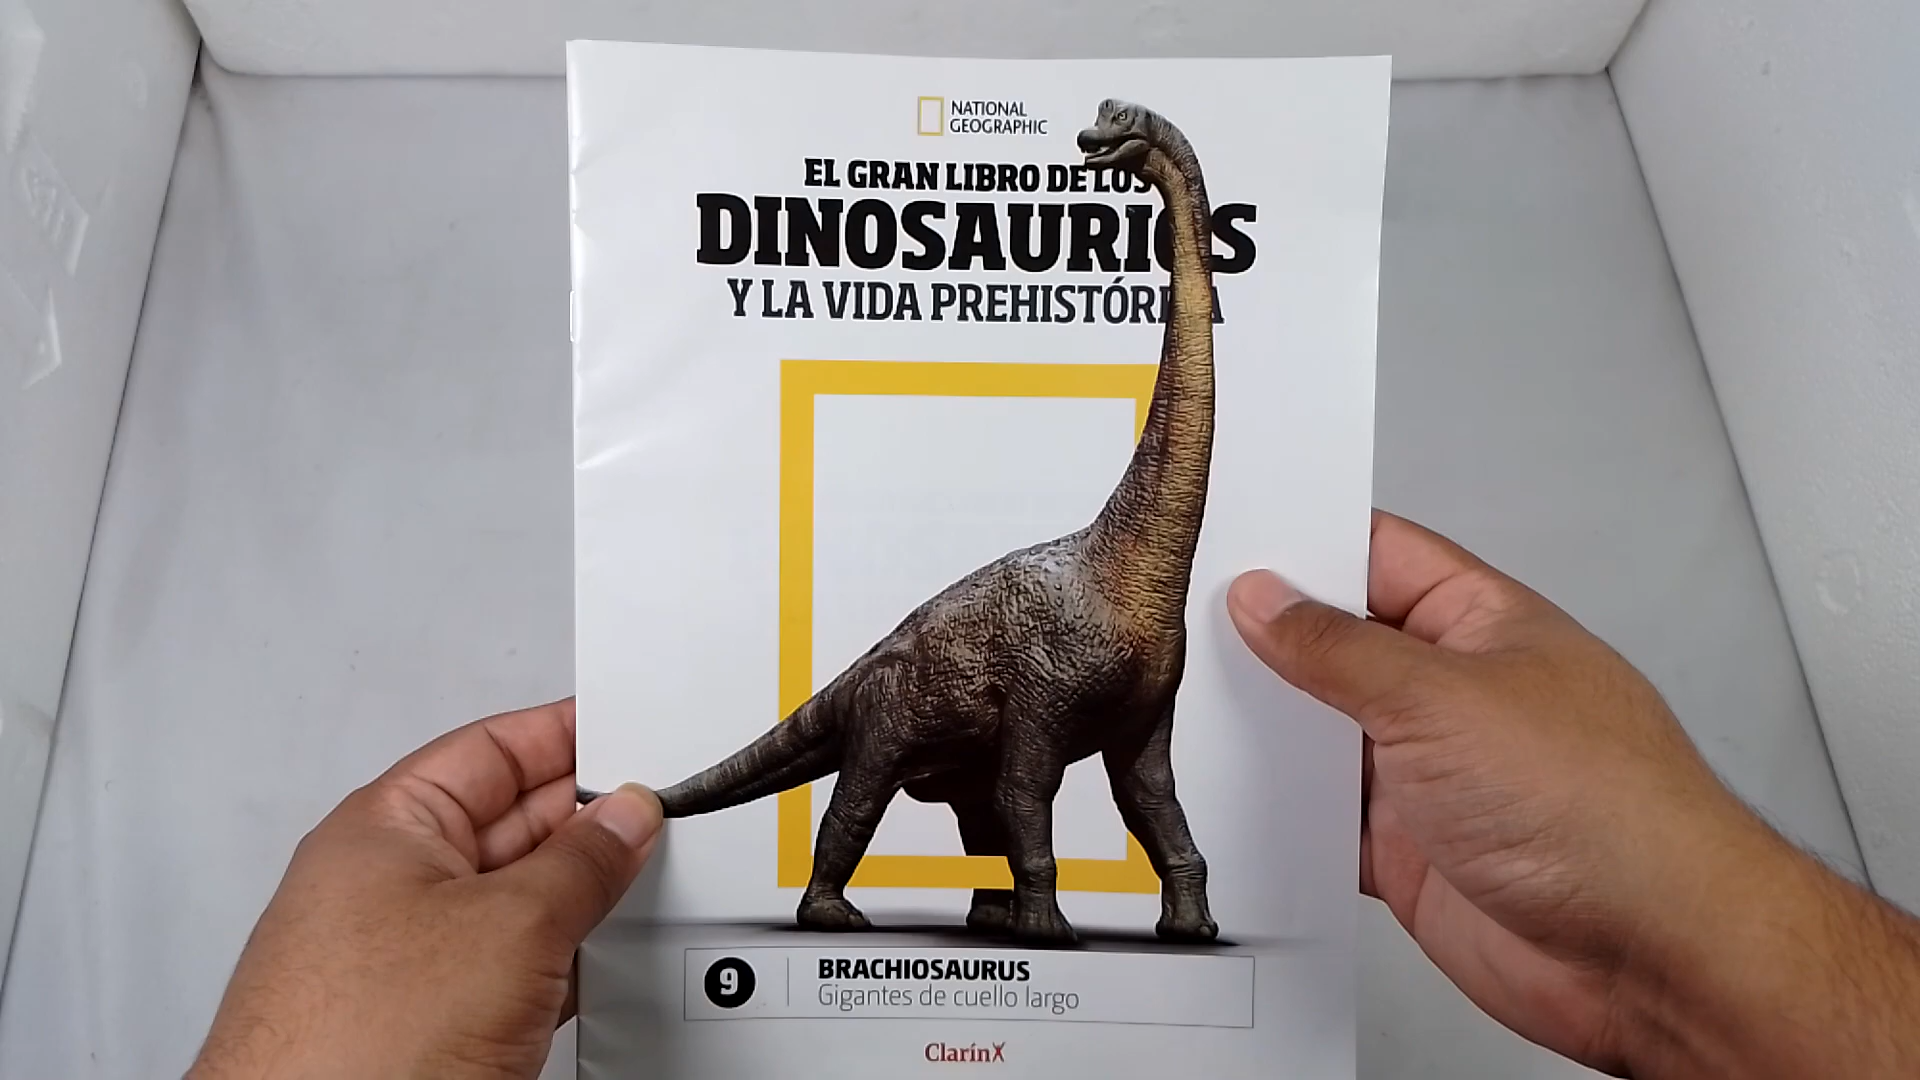 NATIONAL
GEOGRAPHIC
EL GRAN LIBRO DE LOS
DINOSAURIOS
Y LA VIDA PREHISTÓRICA
9
BRACHIOSAURUS
Gigantes de cuello largo
Clarín